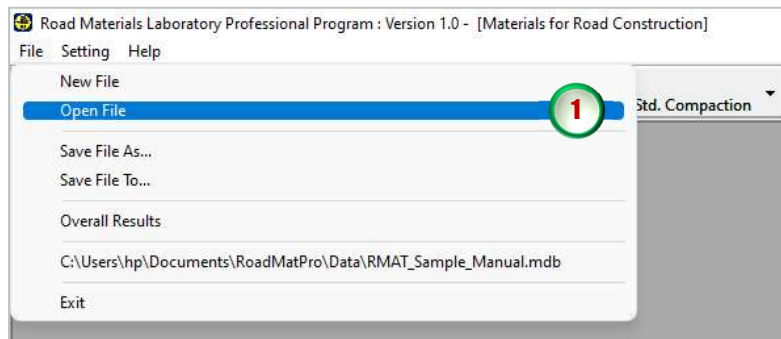 Road Materials Laboratory Professional Program : Version 1.0 - [Materials for Road Construction]
File Setting Help
New File
Open File
1
Std. Compaction
Save File As...
Save File To...
Overall Results
C:\Users\hp\Documents\RoadMatPro\Data\RMAT_Sample_Manual.mdb
Exit